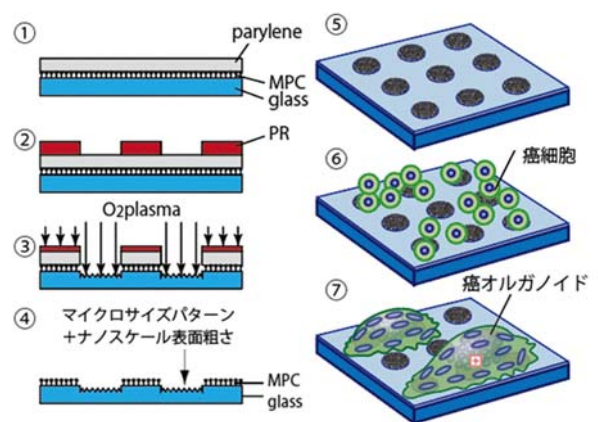 ①
parylene
MPC
glass
②
PR
O2plasma
③
④
マイクロサイズパターン
+ナノスケール表面粗さ
MPC
glass
⑤
⑥
癌細胞
⑦
癌オルガノイド